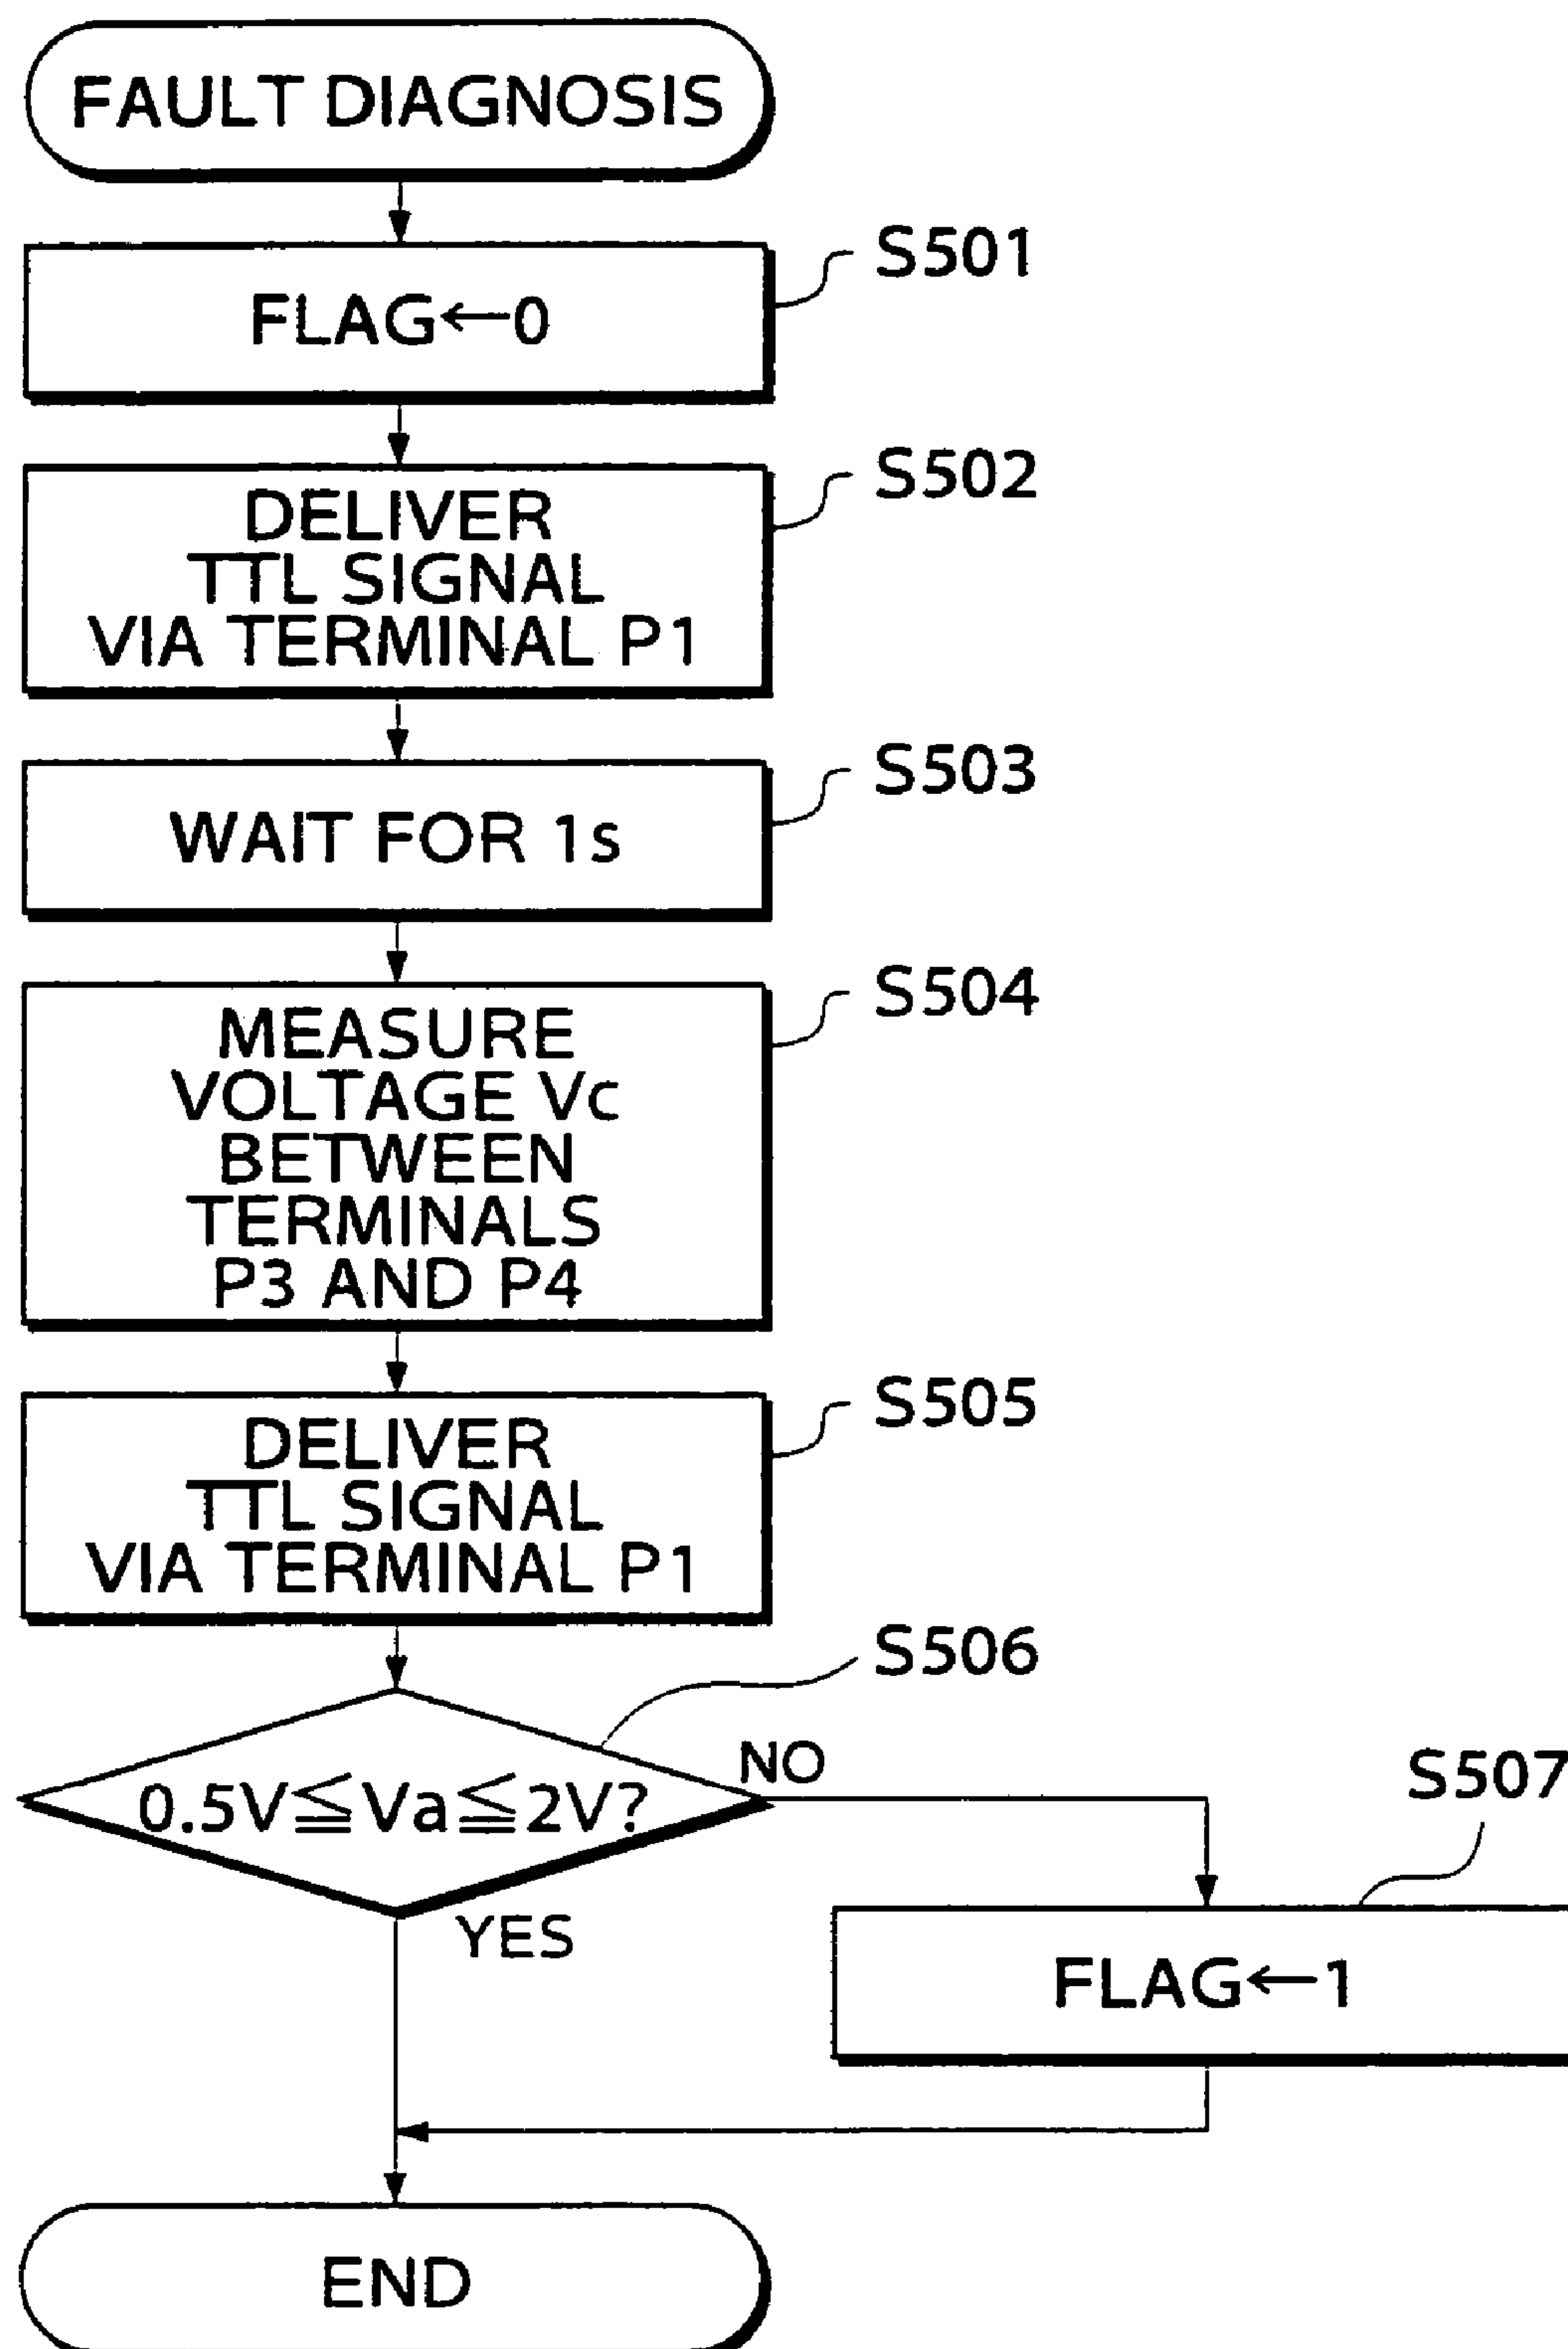 FAULT DIAGNOSIS
S501
FLAG←0
S502
DELIVER
TTL SIGNAL
VIA TERMINAL P1
S503
WAIT FOR 1s
S504
MEASURE
VOLTAGE Vc
BETWEEN
TERMINALS
P3 AND P4
S505
DELIVER
TTL SIGNAL
VIA TERMINAL P1
S506
0.5V≦Va≦2V?
NO
S507
YES
FLAG←1
END